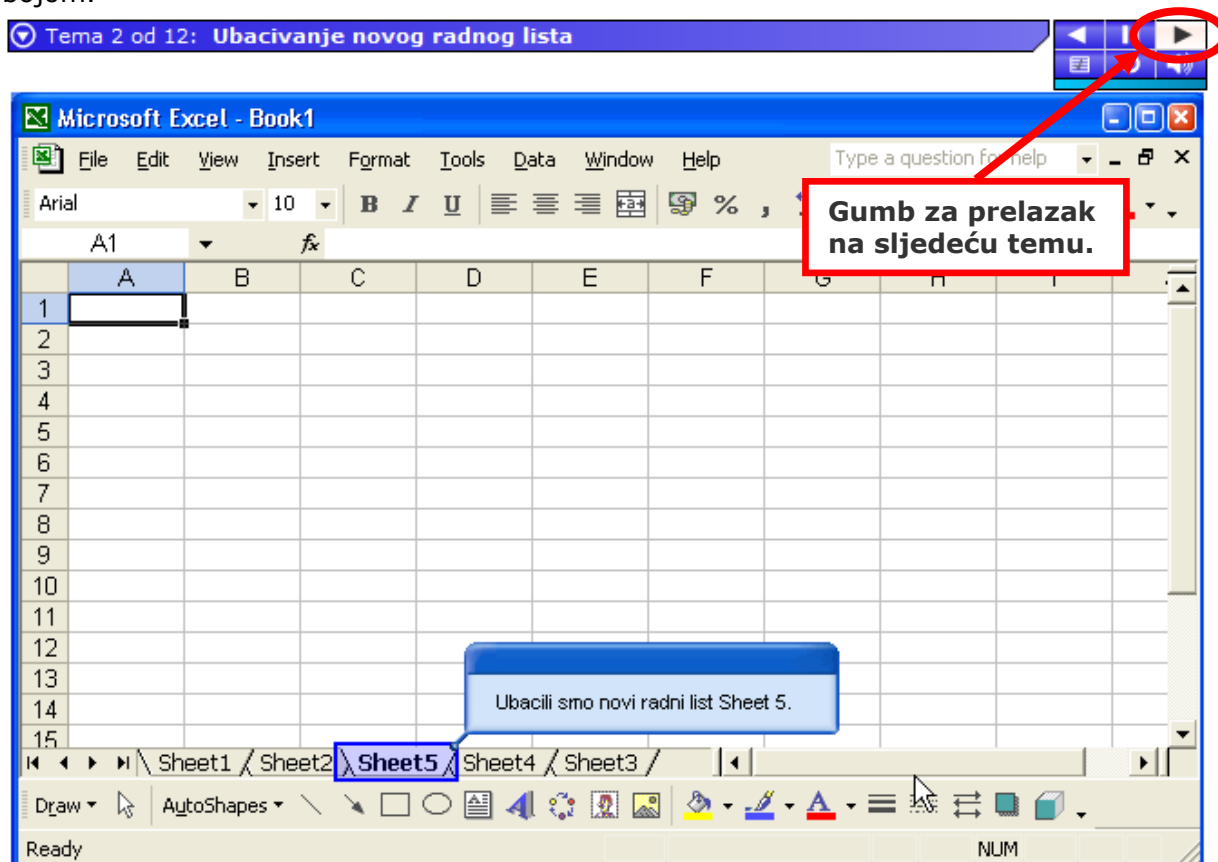 bojom.
Tema 2 od 12: Ubacivanje novog radnog lista
Microsoft Excel - Book1
File Edit View Insert Format Tools Data Window Help Type a question for help
Arial 10 B I U % ,
Gumb za prelazak
na sljedeću temu.
A1 fx
A B C D E F G H I
1
2
3
4
5
6
7
8
9
10
11
12
13
14
15
Ubacili smo novi radni list Sheet 5.
Sheet1 Sheet2 Sheet5 Sheet4 Sheet3
Draw AutoShapes A
Ready NUM